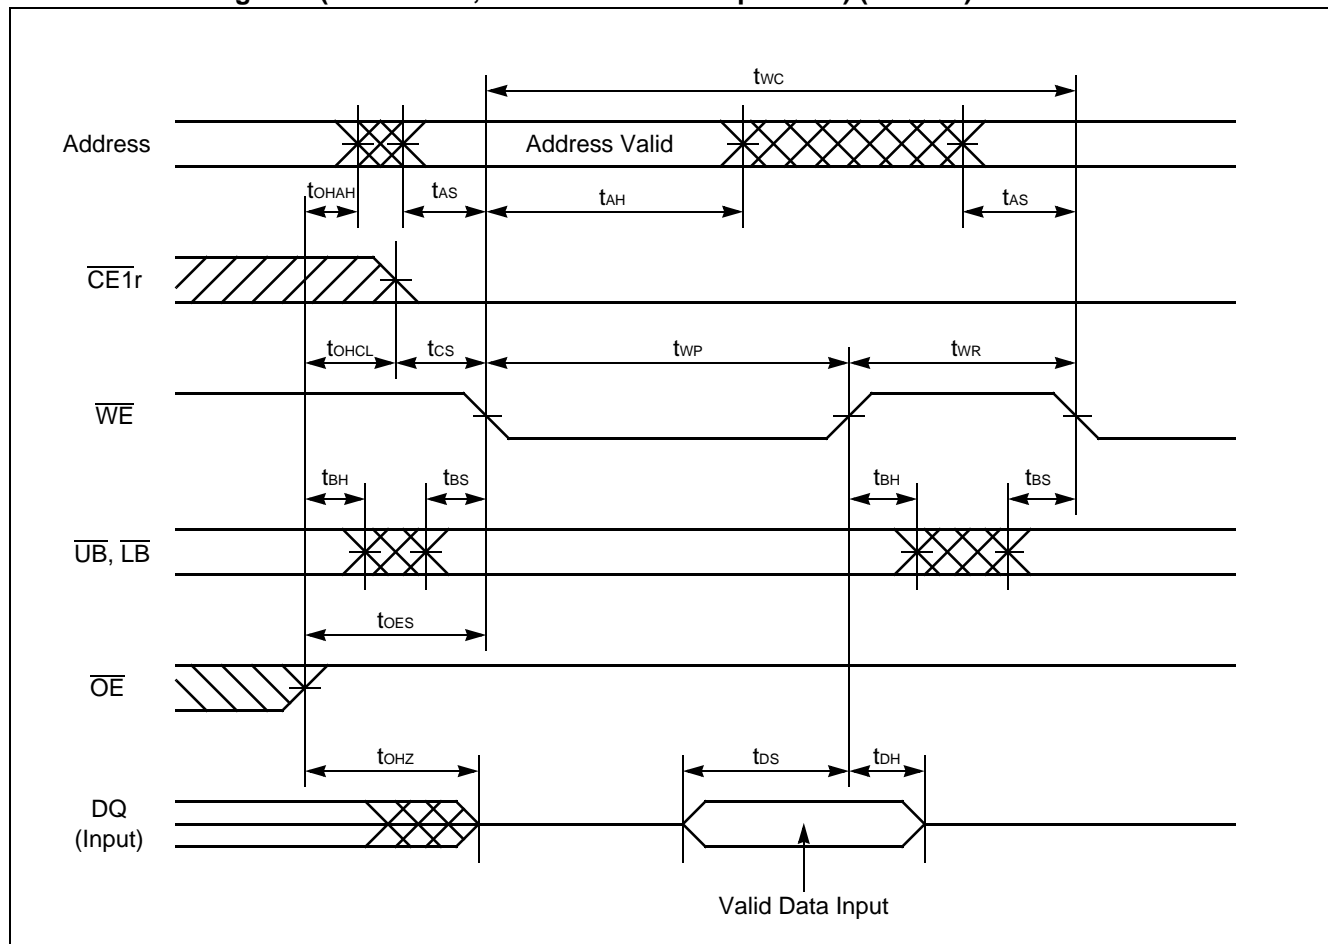 tWC
Address
Address Valid
tOHAH
tAS
tAH
tAS
CE1r
tOHCL
tCS
tWP
tWR
WE
tBH
tBS
tBH
tBS
UB, LB
tOES
OE
tOHZ
tDS
tDH
DQ
(Input)
Valid Data Input